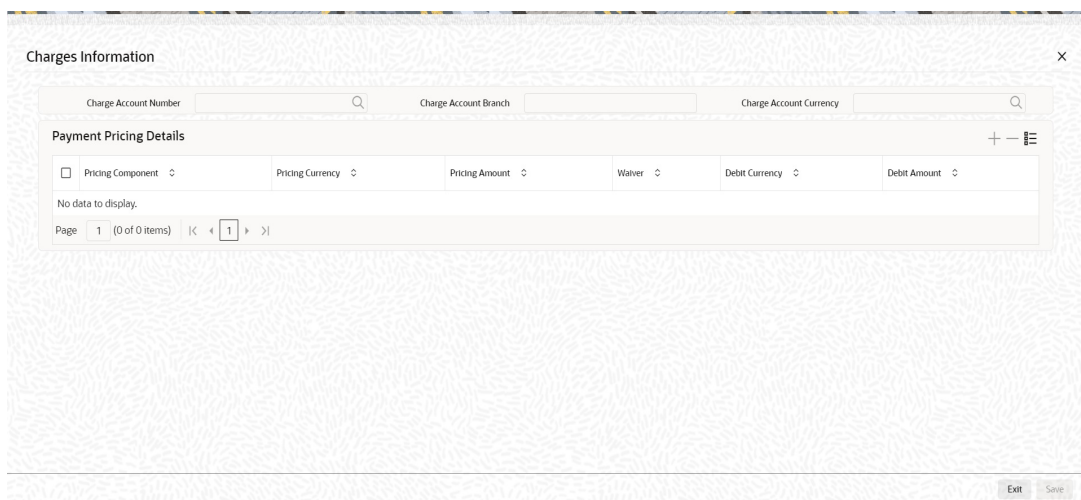 Charges Information
Charge Account Number Charge Account Branch Charge Account Currency
Payment Pricing Details
Pricing Component Pricing Currency Pricing Amount Waiver Debit Currency Debit Amount
No data to display.
Page 1 (0 of 0 items) 1
Exit Save